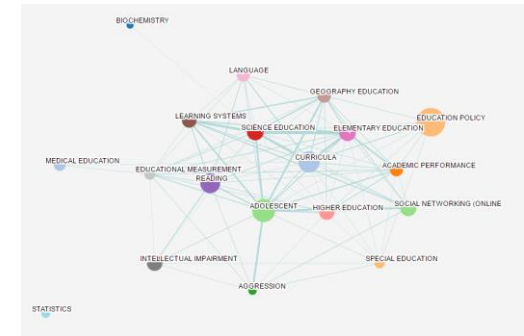 BIOCHEMISTRY
LANGUAGE
GEOGRAPHY EDUCATION
LEARNING SYSTEMS
EDUCATION POLICY
SCIENCE EDUCATION
ELEMENTARY EDUCATION
CURRICULA
MEDICAL EDUCATION
ACADEMIC PERFORMANCE
EDUCATIONAL MEASUREMENT
READING
ADOLESCENT
HIGHER EDUCATION
SOCIAL NETWORKING (ONLINE
INTELLECTUAL IMPAIRMENT
SPECIAL EDUCATION
AGGRESSION
STATISTICS